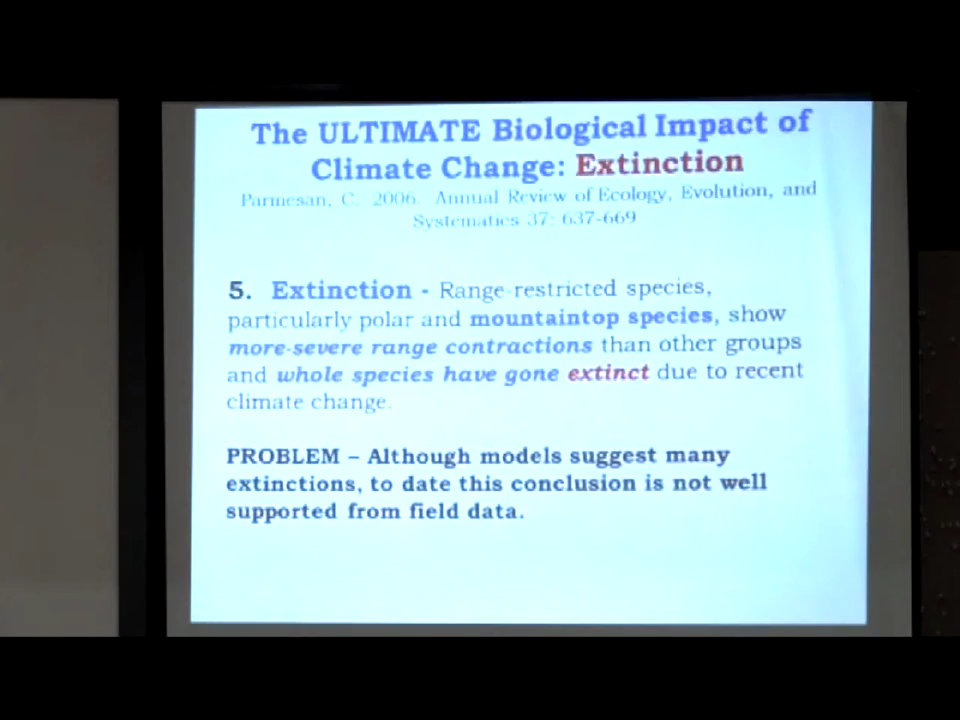 The ULTIMATE Biological Impact of
Climate Change: Extinction
Parmesan, C. 2006. Annual Review of Ecology, Evolution, and
Systematics 37: 637-669
5. Extinction - Range-restricted species,
particularly polar and mountaintop species, show
more-severe range contractions than other groups
and whole species have gone extinct due to recent
climate change.
PROBLEM – Although models suggest many
extinctions, to date this conclusion is not well
supported from field data.